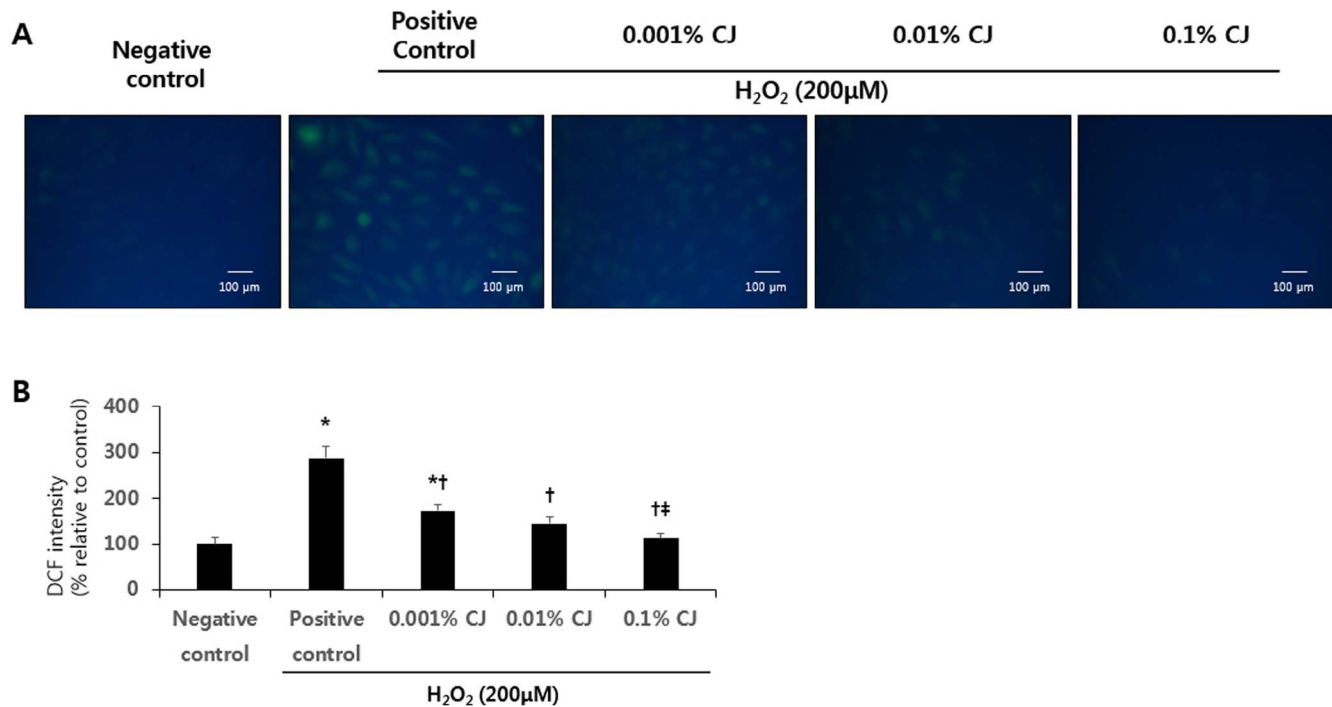 A
Negative
control
Positive
Control
0.001% CJ
0.01% CJ
0.1% CJ
H₂O₂ (200μM)
100 μm
100 μm
100 μm
100 μm
100 μm
B
DCF intensity
(% relative to control)
400
300
200
100
0
*
*†
†
†‡
Negative
control
Positive
control
0.001% CJ
0.01% CJ
0.1% CJ
H₂O₂ (200μM)